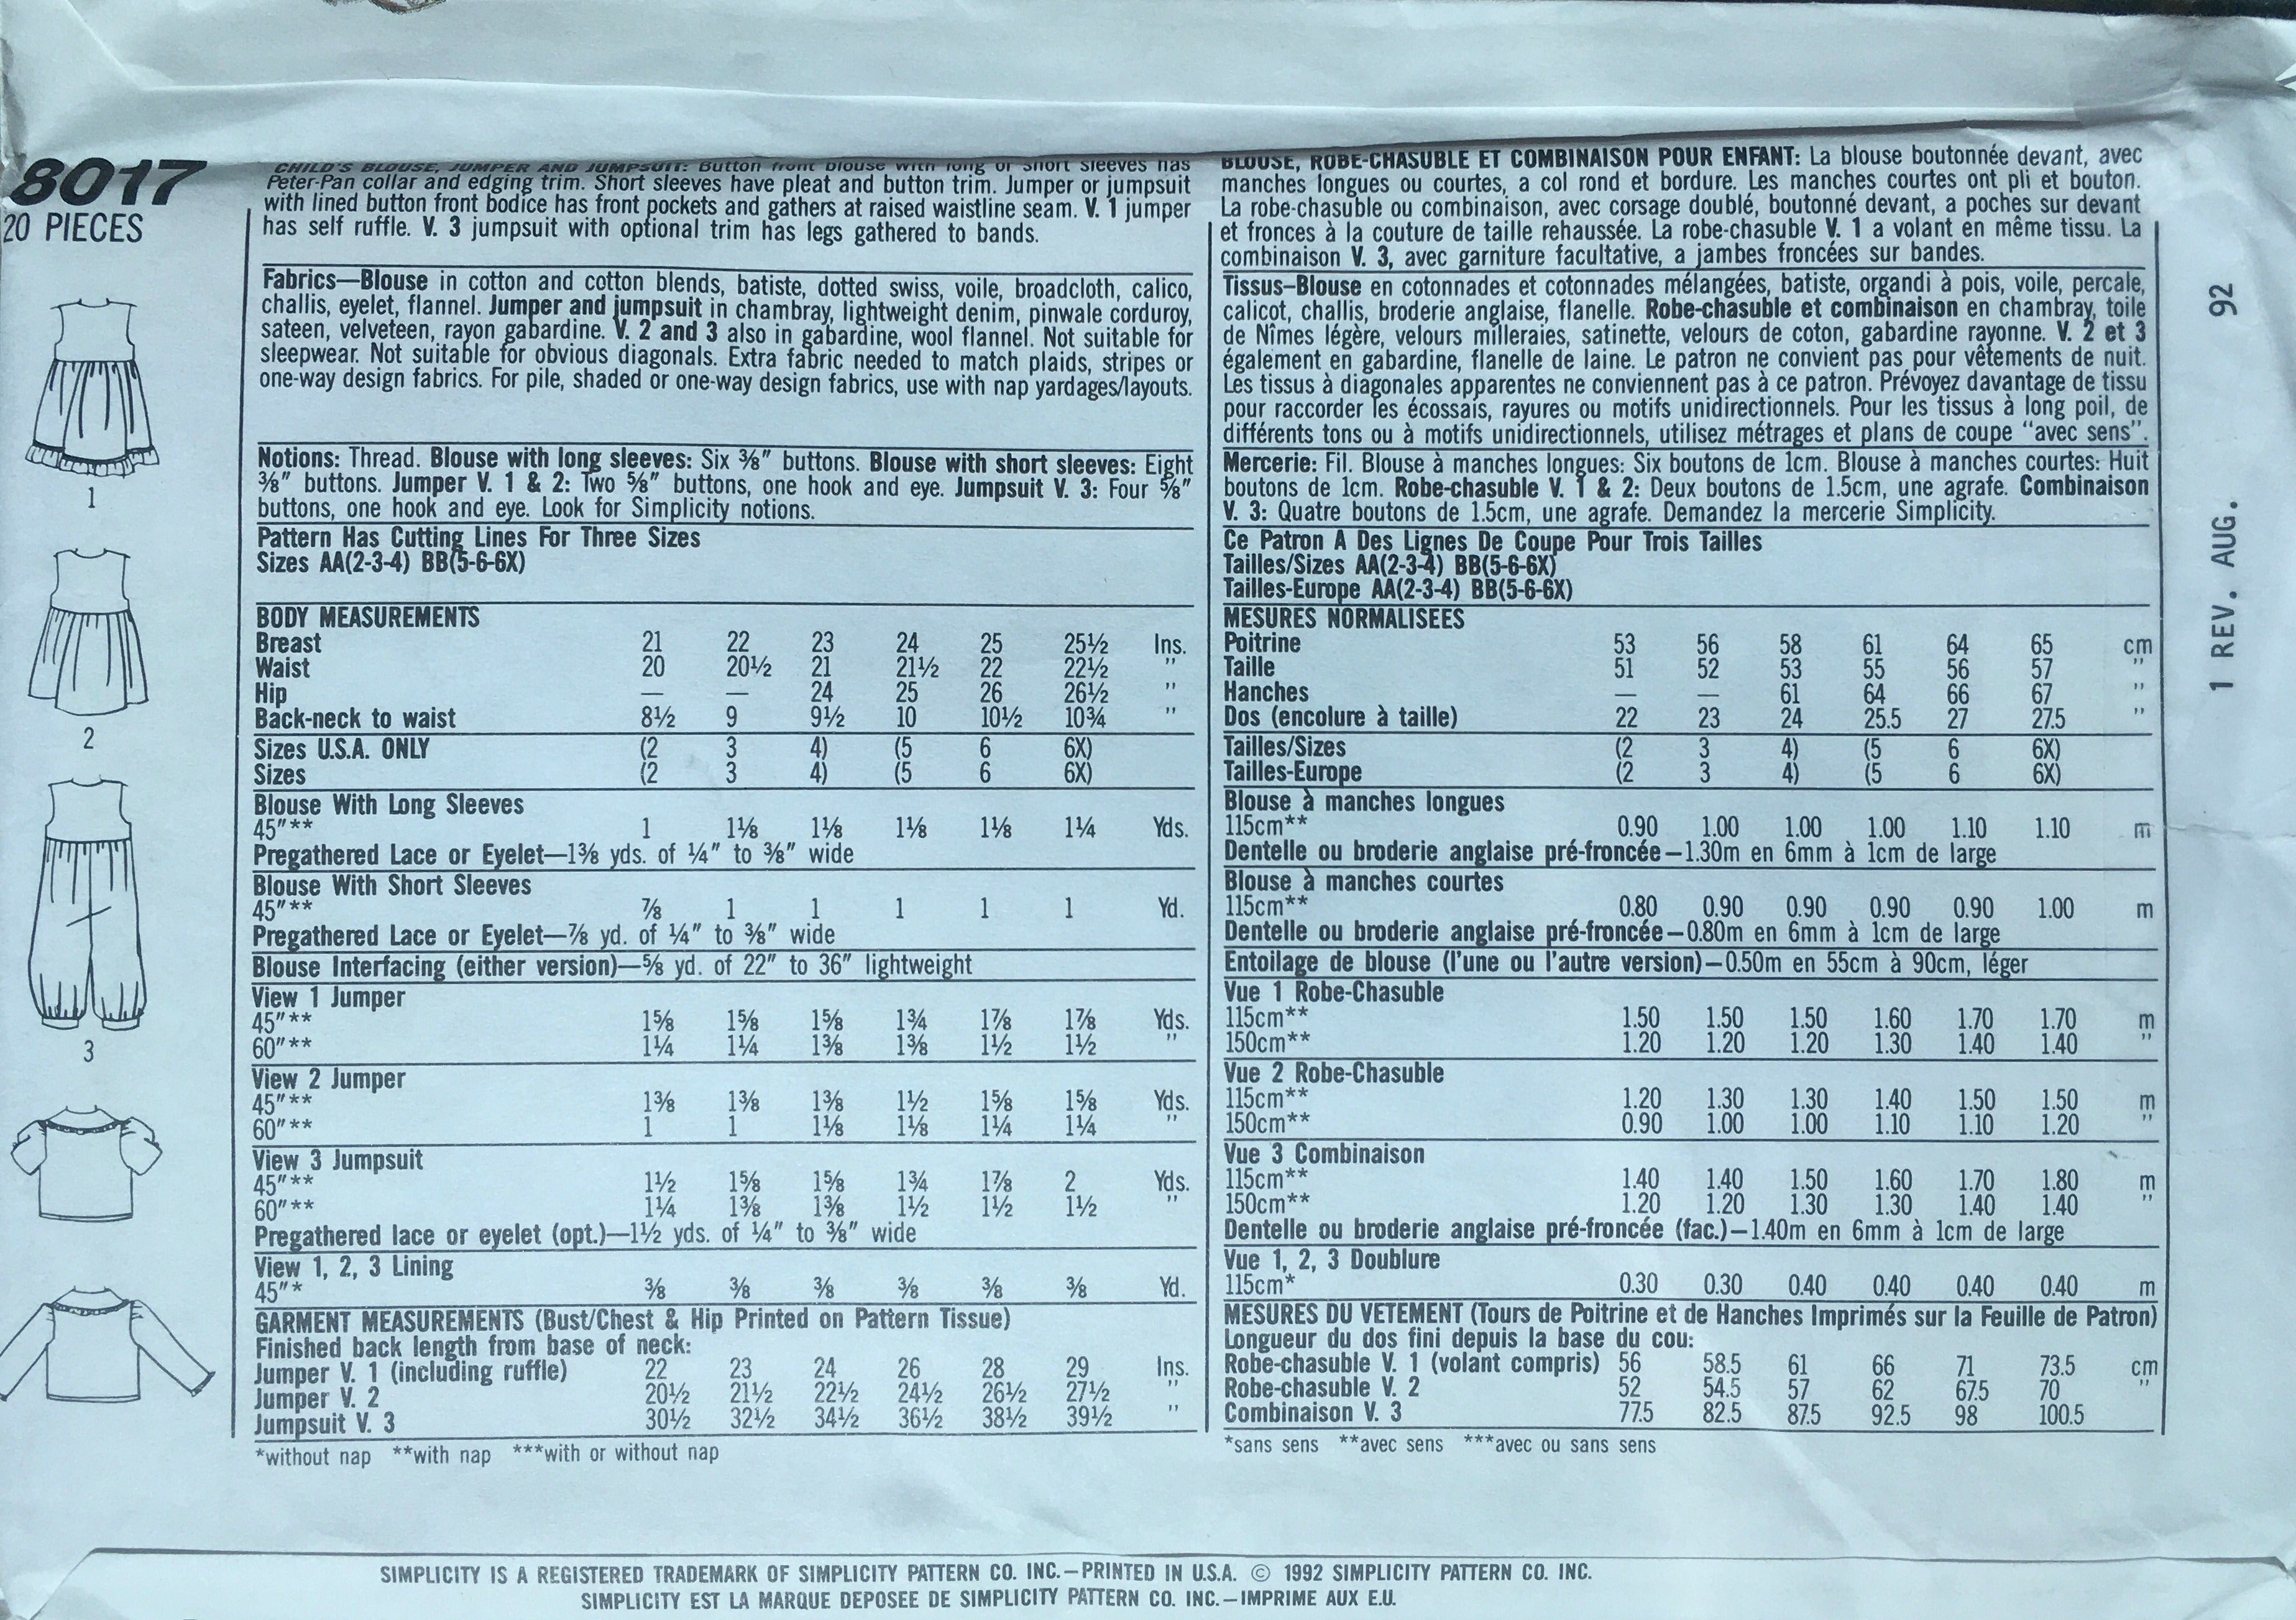 8017
20 PIECES
1
2
3
CHILD'S BLOUSE, JUMPER AND JUMPSUIT: Button front blouse with long or short sleeves has
Peter-Pan collar and edging trim. Short sleeves have pleat and button trim. Jumper or jumpsuit
with lined button front bodice has front pockets and gathers at raised waistline seam. V. 1 jumper
has self ruffle. V. 3 jumpsuit with optional trim has legs gathered to bands.
Fabrics—Blouse in cotton and cotton blends, batiste, dotted swiss, voile, broadcloth, calico,
challis, eyelet, flannel. Jumper and jumpsuit in chambray, lightweight denim, pinwale corduroy,
sateen, velveteen, rayon gabardine. V. 2 and 3 also in gabardine, wool flannel. Not suitable for
sleepwear. Not suitable for obvious diagonals. Extra fabric needed to match plaids, stripes or
one-way design fabrics. For pile, shaded or one-way design fabrics, use with nap yardages/layouts.
Notions: Thread. Blouse with long sleeves: Six 3/8" buttons. Blouse with short sleeves: Eight
3/8" buttons. Jumper V. 1 & 2: Two 5/8" buttons, one hook and eye. Jumpsuit V. 3: Four 5/8"
buttons, one hook and eye. Look for Simplicity notions.
Pattern Has Cutting Lines For Three Sizes
Sizes AA(2-3-4) BB(5-6-6X)
BODY MEASUREMENTS
Breast 21 22 23 24 25 25½ Ins.
Waist 20 20½ 21 21½ 22 22½ "
Hip — — 24 25 26 26½ "
Back-neck to waist 8½ 9 9½ 10 10½ 10¾ "
Sizes U.S.A. ONLY (2 3 4) (5 6 6X)
Sizes (2 3 4) (5 6 6X)
Blouse With Long Sleeves
45"** 1 1⅛ 1⅛ 1⅛ 1⅛ 1¼ Yds.
Pregathered Lace or Eyelet—1⅜ yds. of ¼" to ⅜" wide
Blouse With Short Sleeves
45"** ⅞ 1 1 1 1 1 Yd.
Pregathered Lace or Eyelet—⅞ yd. of ¼" to ⅜" wide
Blouse Interfacing (either version)—⅝ yd. of 22" to 36" lightweight
View 1 Jumper
45"** 1⅝ 1⅝ 1⅝ 1¾ 1⅞ 1⅞ Yds.
60"** 1¼ 1¼ 1⅜ 1⅜ 1½ 1½ "
View 2 Jumper
45"** 1⅜ 1⅜ 1⅜ 1½ 1⅝ 1⅝ Yds.
60"** 1 1 1⅛ 1⅛ 1¼ 1¼ "
View 3 Jumpsuit
45"** 1½ 1⅝ 1⅝ 1¾ 1⅞ 2 Yds.
60"** 1¼ 1⅜ 1⅜ 1½ 1½ 1½ "
Pregathered lace or eyelet (opt.)—1½ yds. of ¼" to ⅜" wide
View 1, 2, 3 Lining
45"* ⅜ ⅜ ⅜ ⅜ ⅜ ⅜ Yd.
GARMENT MEASUREMENTS (Bust/Chest & Hip Printed on Pattern Tissue)
Finished back length from base of neck:
Jumper V. 1 (including ruffle) 22 23 24 26 28 29 Ins.
Jumper V. 2 20½ 21½ 22½ 24½ 26½ 27½ "
Jumpsuit V. 3 30½ 32½ 34½ 36½ 38½ 39½ "
*without nap **with nap ***with or without nap
BLOUSE, ROBE-CHASUBLE ET COMBINAISON POUR ENFANT: La blouse boutonnée devant, avec
manches longues ou courtes, a col rond et bordure. Les manches courtes ont pli et bouton.
La robe-chasuble ou combinaison, avec corsage doublé, boutonné devant, a poches sur devant
et fronces à la couture de taille rehaussée. La robe-chasuble V. 1 a volant en même tissu. La
combinaison V. 3, avec garniture facultative, a jambes froncées sur bandes.
Tissus–Blouse en cotonnades et cotonnades mélangées, batiste, organdi à pois, voile, percale,
calicot, challis, broderie anglaise, flanelle. Robe-chasuble et combinaison en chambray, toile
de Nîmes légère, velours milleraies, satinette, velours de coton, gabardine rayonne. V. 2 et 3
également en gabardine, flanelle de laine. Le patron ne convient pas pour vêtements de nuit.
Les tissus à diagonales apparentes ne conviennent pas à ce patron. Prévoyez davantage de tissu
pour raccorder les écossais, rayures ou motifs unidirectionnels. Pour les tissus à long poil, de
différents tons ou à motifs unidirectionnels, utilisez métrages et plans de coupe "avec sens".
Mercerie: Fil. Blouse à manches longues: Six boutons de 1cm. Blouse à manches courtes: Huit
boutons de 1cm. Robe-chasuble V. 1 & 2: Deux boutons de 1.5cm, une agrafe. Combinaison
V. 3: Quatre boutons de 1.5cm, une agrafe. Demandez la mercerie Simplicity.
Ce Patron A Des Lignes De Coupe Pour Trois Tailles
Tailles/Sizes AA(2-3-4) BB(5-6-6X)
Tailles-Europe AA(2-3-4) BB(5-6-6X)
MESURES NORMALISEES
Poitrine 53 56 58 61 64 65 cm
Taille 51 52 53 55 56 57 "
Hanches — — 61 64 66 67 "
Dos (encolure à taille) 22 23 24 25.5 27 27.5 "
Tailles/Sizes (2 3 4) (5 6 6X)
Tailles-Europe (2 3 4) (5 6 6X)
Blouse à manches longues
115cm** 0.90 1.00 1.00 1.00 1.10 1.10 m
Dentelle ou broderie anglaise pré-froncée–1.30m en 6mm à 1cm de large
Blouse à manches courtes
115cm** 0.80 0.90 0.90 0.90 0.90 1.00 m
Dentelle ou broderie anglaise pré-froncée–0.80m en 6mm à 1cm de large
Entoilage de blouse (l'une ou l'autre version)–0.50m en 55cm à 90cm, léger
Vue 1 Robe-Chasuble
115cm** 1.50 1.50 1.50 1.60 1.70 1.70 m
150cm** 1.20 1.20 1.20 1.30 1.40 1.40 "
Vue 2 Robe-Chasuble
115cm** 1.20 1.30 1.30 1.40 1.50 1.50 m
150cm** 0.90 1.00 1.00 1.10 1.10 1.20 "
Vue 3 Combinaison
115cm** 1.40 1.40 1.50 1.60 1.70 1.80 m
150cm** 1.20 1.20 1.30 1.30 1.40 1.40 "
Dentelle ou broderie anglaise pré-froncée (fac.)–1.40m en 6mm à 1cm de large
Vue 1, 2, 3 Doublure
115cm* 0.30 0.30 0.40 0.40 0.40 0.40 m
MESURES DU VETEMENT (Tours de Poitrine et de Hanches Imprimés sur la Feuille de Patron)
Longueur du dos fini depuis la base du cou:
Robe-chasuble V. 1 (volant compris) 56 58.5 61 66 71 73.5 cm
Robe-chasuble V. 2 52 54.5 57 62 67.5 70 "
Combinaison V. 3 77.5 82.5 87.5 92.5 98 100.5
*sans sens **avec sens ***avec ou sans sens
1 REV. AUG. 92
SIMPLICITY IS A REGISTERED TRADEMARK OF SIMPLICITY PATTERN CO. INC.–PRINTED IN U.S.A. © 1992 SIMPLICITY PATTERN CO. INC.
SIMPLICITY EST LA MARQUE DEPOSEE DE SIMPLICITY PATTERN CO. INC.–IMPRIME AUX E.U.